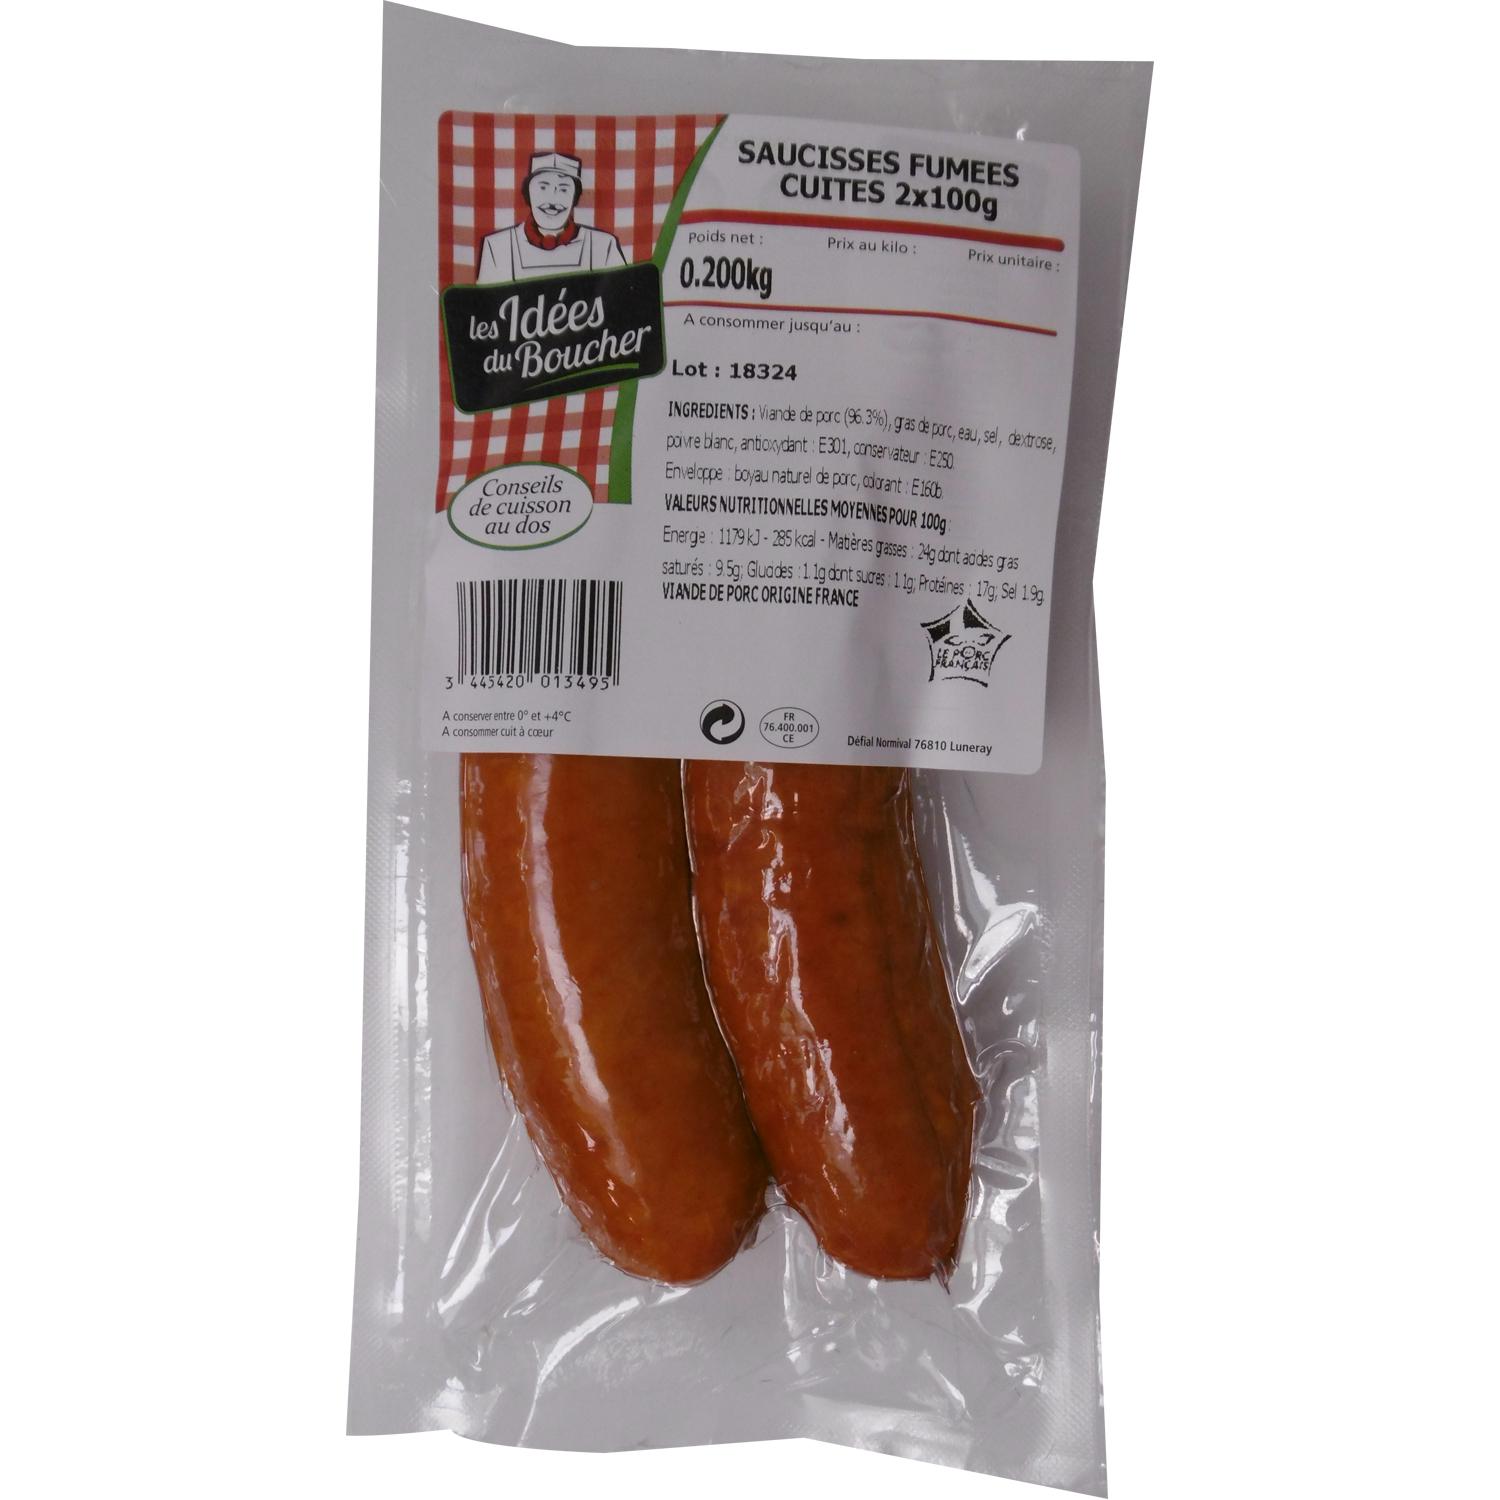 SAUCISSES FUMEES
CUITES 2x100g
Poids net : Prix au kilo : Prix unitaire :
0.200kg
A consommer jusqu'au :
les Idées
du Boucher
Lot : 18324
INGREDIENTS : Viande de porc (96.3%), gras de porc, eau, sel, dextrose,
poivre blanc, antioxydant : E301, conservateur : E250.
Enveloppe : boyau naturel de porc, colorant : E160b.
VALEURS NUTRITIONNELLES MOYENNES POUR 100g :
Energie : 1179 kJ - 285 kcal - Matières grasses : 24g dont acides gras
saturés : 9.5g; Glucides : 1.1g dont sucres : 1.1g; Protéines : 17g; Sel 1.9g.
VIANDE DE PORC ORIGINE FRANCE
Conseils
de cuisson
au dos
3 445420 013495
LE PORC
FRANÇAIS
A conserver entre 0° et +4°C
A consommer cuit à cœur
FR
76.400.001
CE
Défial Normival 76810 Luneray